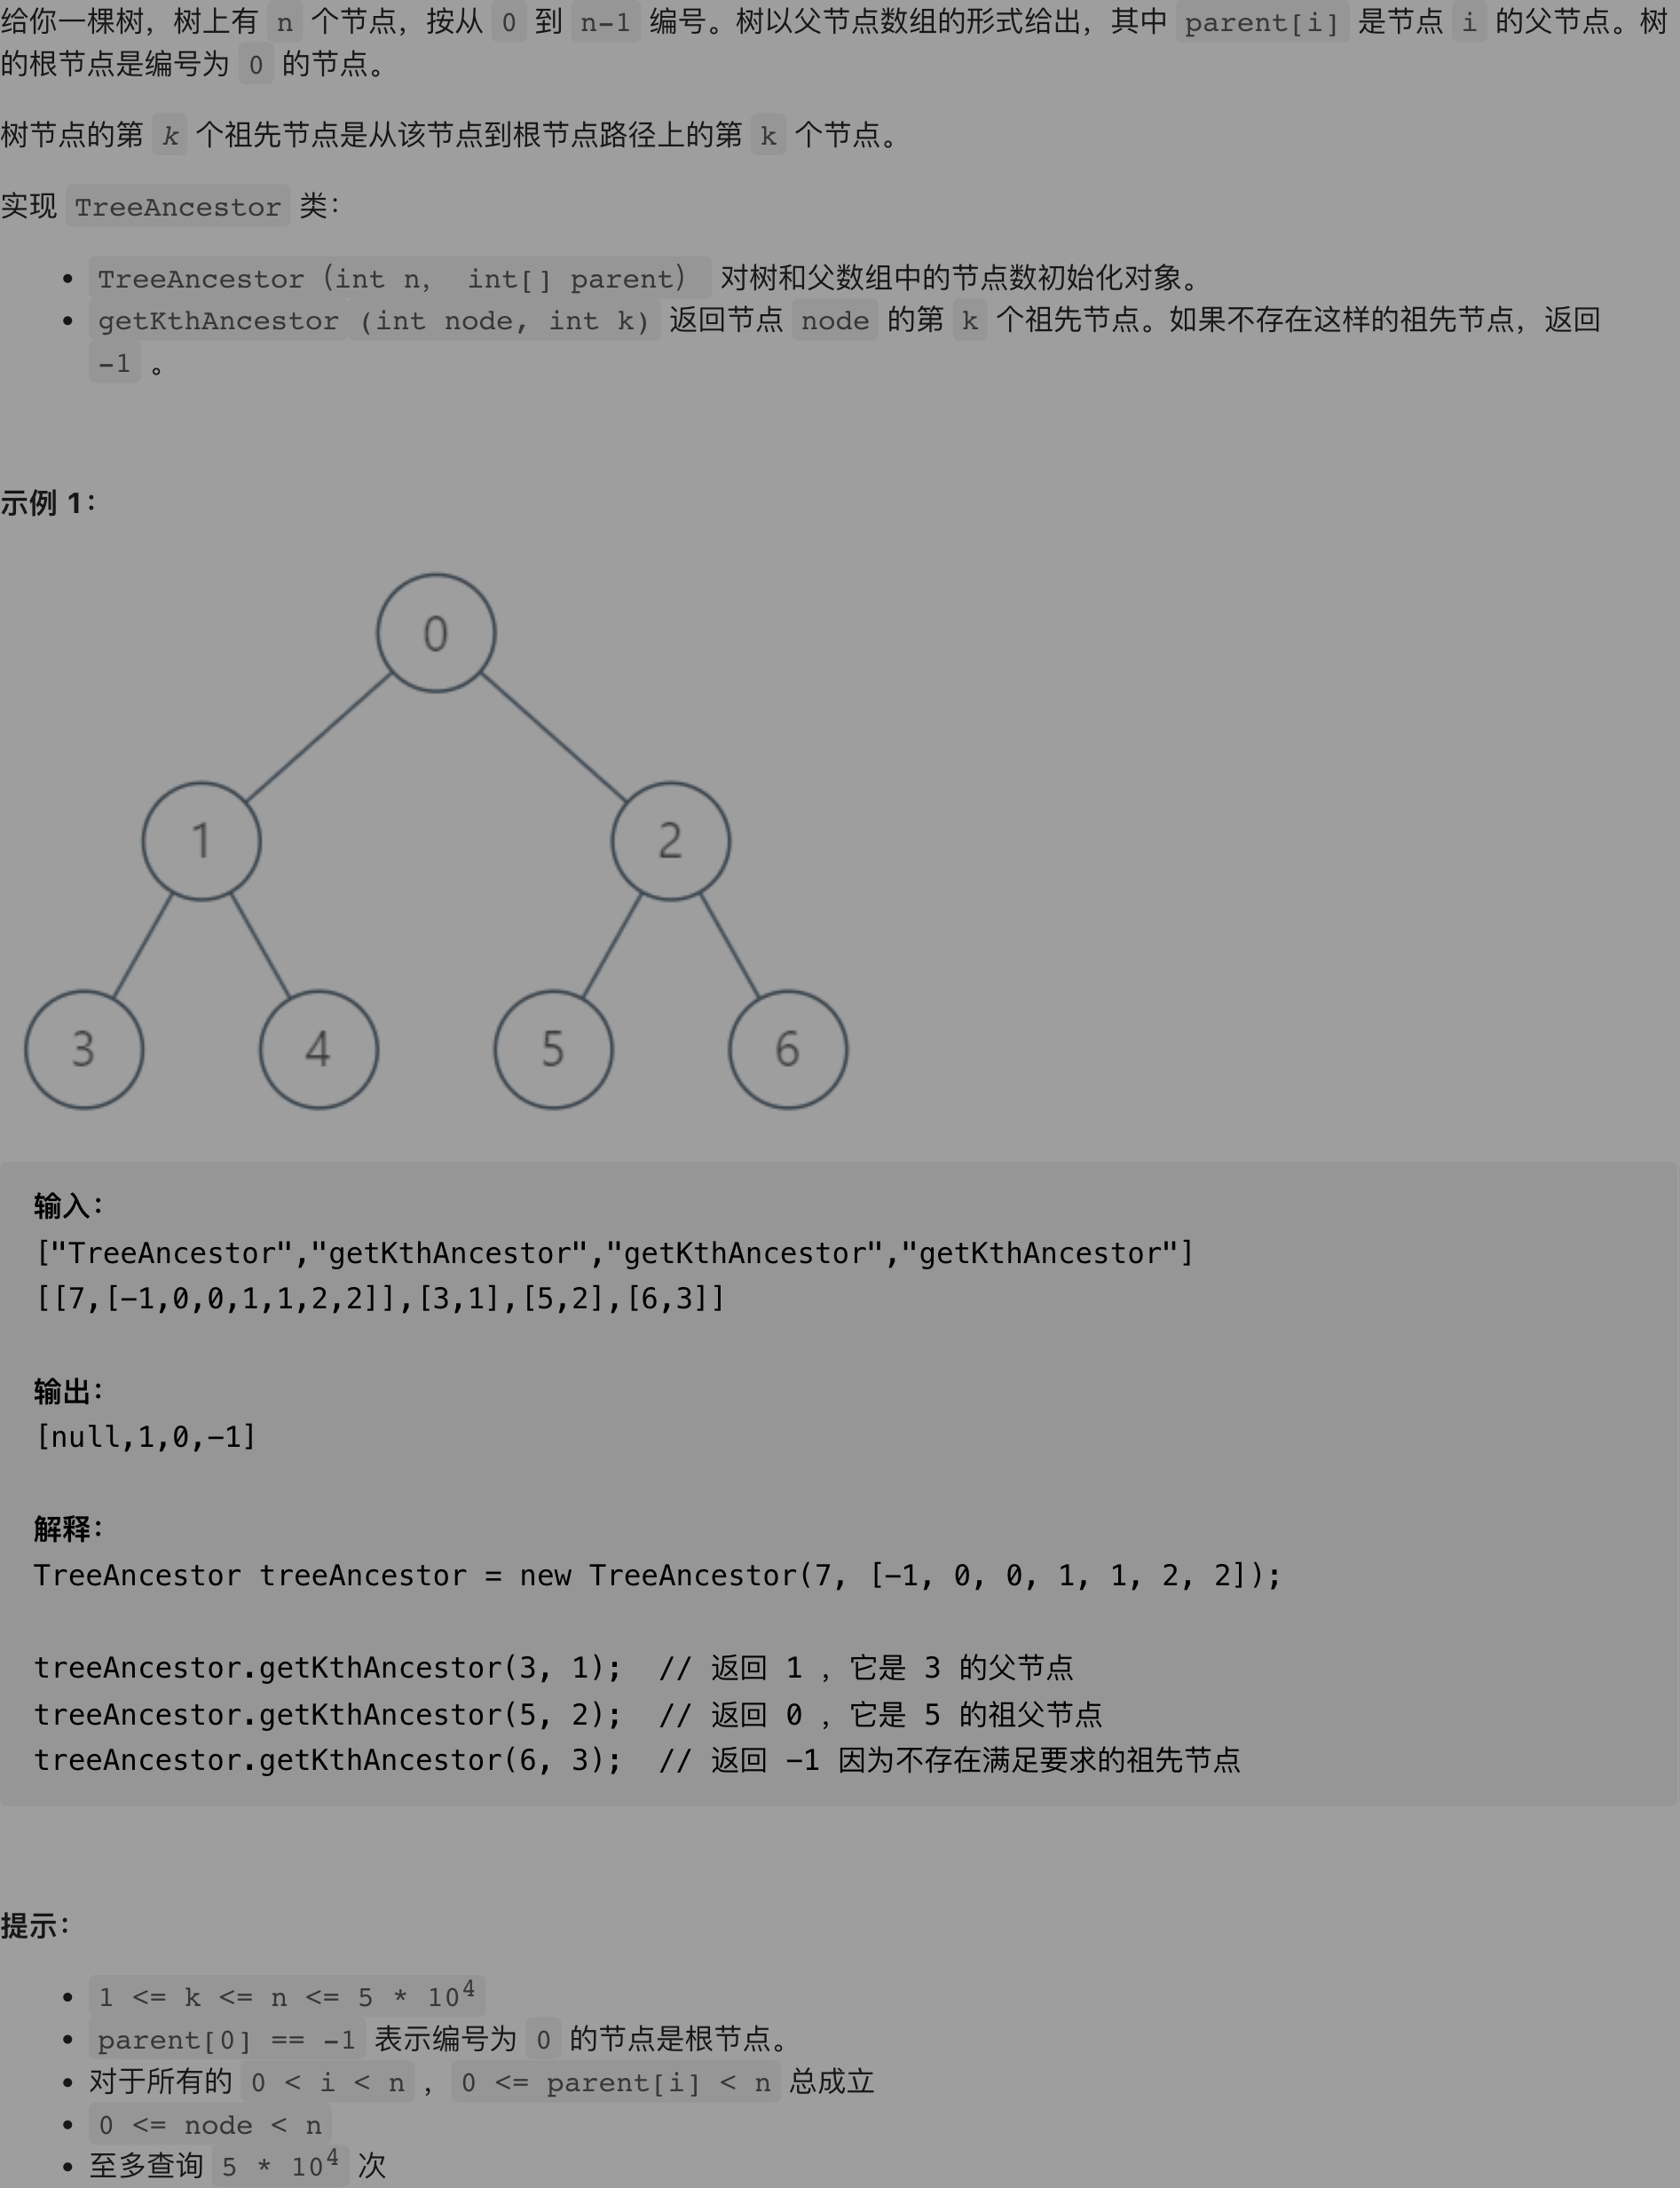 给你一棵树，树上有 n 个节点，按从 0 到 n-1 编号。树以父节点数组的形式给出，其中 parent[i] 是节点 i 的父节点。树
的根节点是编号为 0 的节点。
树节点的第 k 个祖先节点是从该节点到根节点路径上的第 k 个节点。
实现 TreeAncestor 类：
• TreeAncestor（int n， int[] parent） 对树和父数组中的节点数初始化对象。
• getKthAncestor (int node, int k) 返回节点 node 的第 k 个祖先节点。如果不存在这样的祖先节点，返回
-1 。
示例 1：
0
1 2
3 4 5 6
输入：
["TreeAncestor","getKthAncestor","getKthAncestor","getKthAncestor"]
[[7,[-1,0,0,1,1,2,2]],[3,1],[5,2],[6,3]]
输出：
[null,1,0,-1]
解释：
TreeAncestor treeAncestor = new TreeAncestor(7, [-1, 0, 0, 1, 1, 2, 2]);
treeAncestor.getKthAncestor(3, 1);  // 返回 1 ，它是 3 的父节点
treeAncestor.getKthAncestor(5, 2);  // 返回 0 ，它是 5 的祖父节点
treeAncestor.getKthAncestor(6, 3);  // 返回 -1 因为不存在满足要求的祖先节点
提示：
• 1 <= k <= n <= 5 * 10⁴
• parent[0] == -1 表示编号为 0 的节点是根节点。
• 对于所有的 0 < i < n ，0 <= parent[i] < n 总成立
• 0 <= node < n
• 至多查询 5 * 10⁴ 次